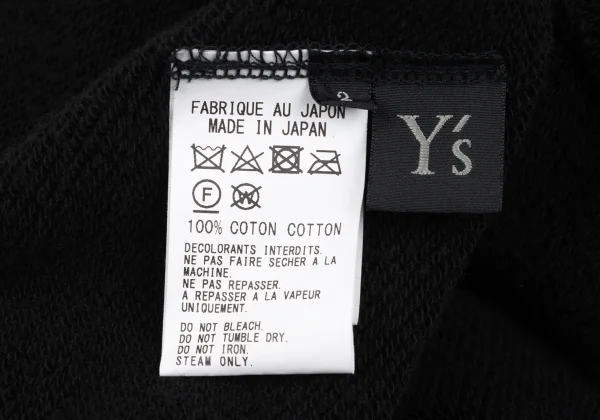 FABRIQUE AU JAPON
MADE IN JAPAN
F
W
100% COTON COTTON
DECOLORANTS INTERDITS.
NE PAS FAIRE SECHER A LA
MACHINE.
NE PAS REPASSER.
A REPASSER A LA VAPEUR
UNIQUEMENT.
DO NOT BLEACH.
DO NOT TUMBLE DRY.
DO NOT IRON.
STEAM ONLY.
2
Y's